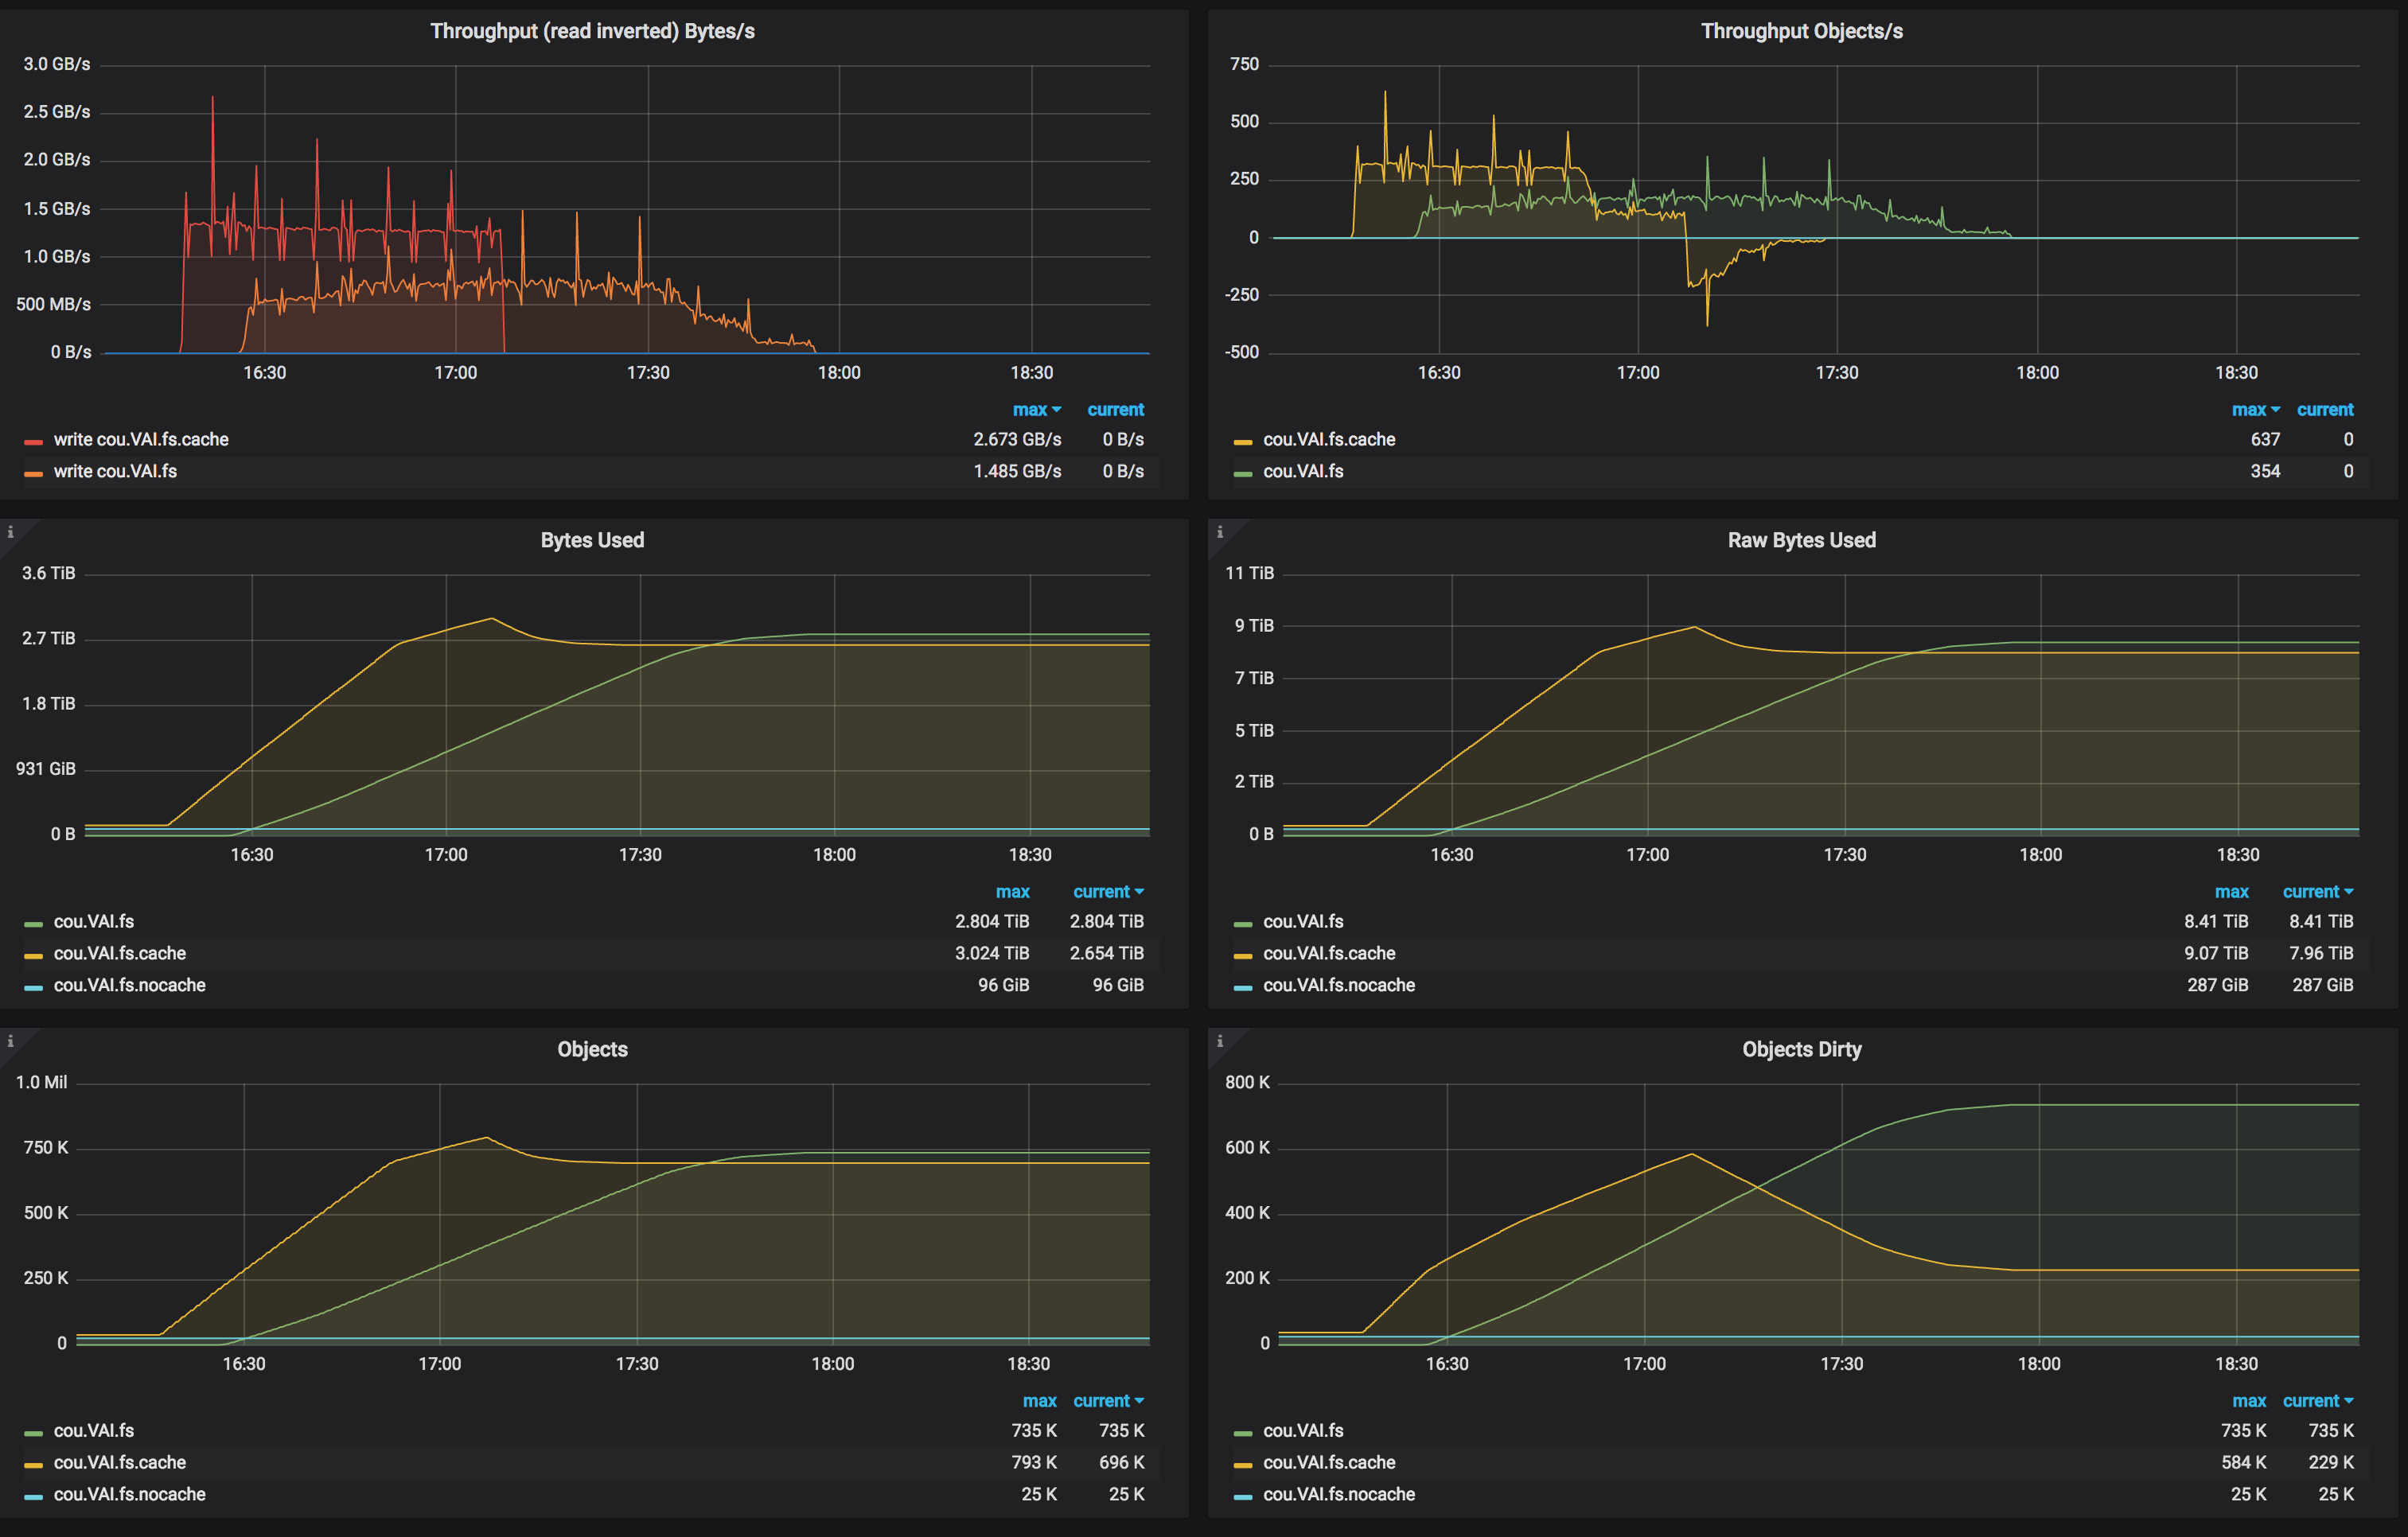 Throughput (read inverted) Bytes/s
3.0 GB/s
2.5 GB/s
2.0 GB/s
1.5 GB/s
1.0 GB/s
500 MB/s
0 B/s
16:30 17:00 17:30 18:00 18:30
max current
write cou.VAI.fs.cache 2.673 GB/s 0 B/s
write cou.VAI.fs 1.485 GB/s 0 B/s
Throughput Objects/s
750
500
250
0
-250
-500
16:30 17:00 17:30 18:00 18:30
max current
cou.VAI.fs.cache 637 0
cou.VAI.fs 354 0
i
Bytes Used
3.6 TiB
2.7 TiB
1.8 TiB
931 GiB
0 B
16:30 17:00 17:30 18:00 18:30
max current
cou.VAI.fs 2.804 TiB 2.804 TiB
cou.VAI.fs.cache 3.024 TiB 2.654 TiB
cou.VAI.fs.nocache 96 GiB 96 GiB
i
Raw Bytes Used
11 TiB
9 TiB
7 TiB
5 TiB
2 TiB
0 B
16:30 17:00 17:30 18:00 18:30
max current
cou.VAI.fs 8.41 TiB 8.41 TiB
cou.VAI.fs.cache 9.07 TiB 7.96 TiB
cou.VAI.fs.nocache 287 GiB 287 GiB
i
Objects
1.0 Mil
750 K
500 K
250 K
0
16:30 17:00 17:30 18:00 18:30
max current
cou.VAI.fs 735 K 735 K
cou.VAI.fs.cache 793 K 696 K
cou.VAI.fs.nocache 25 K 25 K
i
Objects Dirty
800 K
600 K
400 K
200 K
0
16:30 17:00 17:30 18:00 18:30
max current
cou.VAI.fs 735 K 735 K
cou.VAI.fs.cache 584 K 229 K
cou.VAI.fs.nocache 25 K 25 K